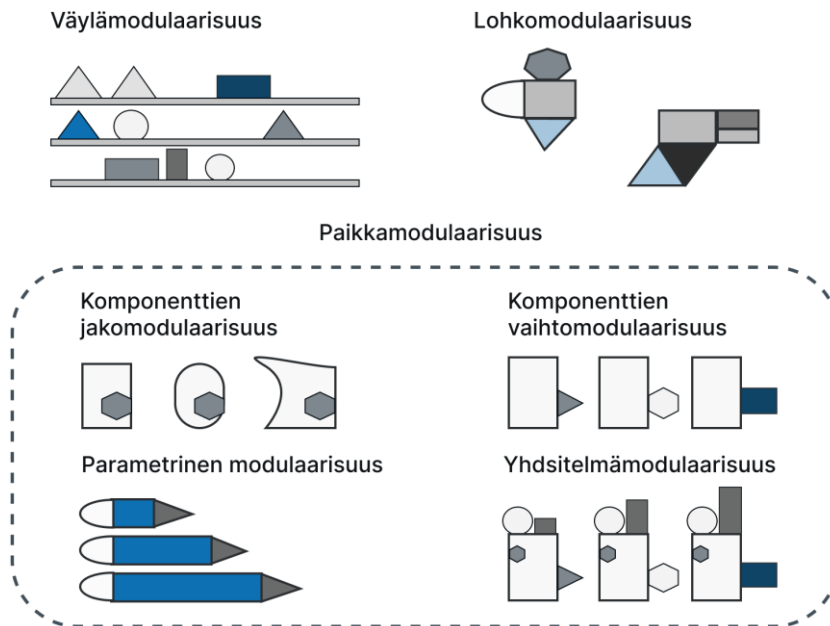 Väylämodulaarisuus
Lohkomodulaarisuus
Paikkamodulaarisuus
Komponenttien
jakomodulaarisuus
Komponenttien
vaihtomodulaarisuus
Parametrinen modulaarisuus
Yhdsitelmämodulaarisuus